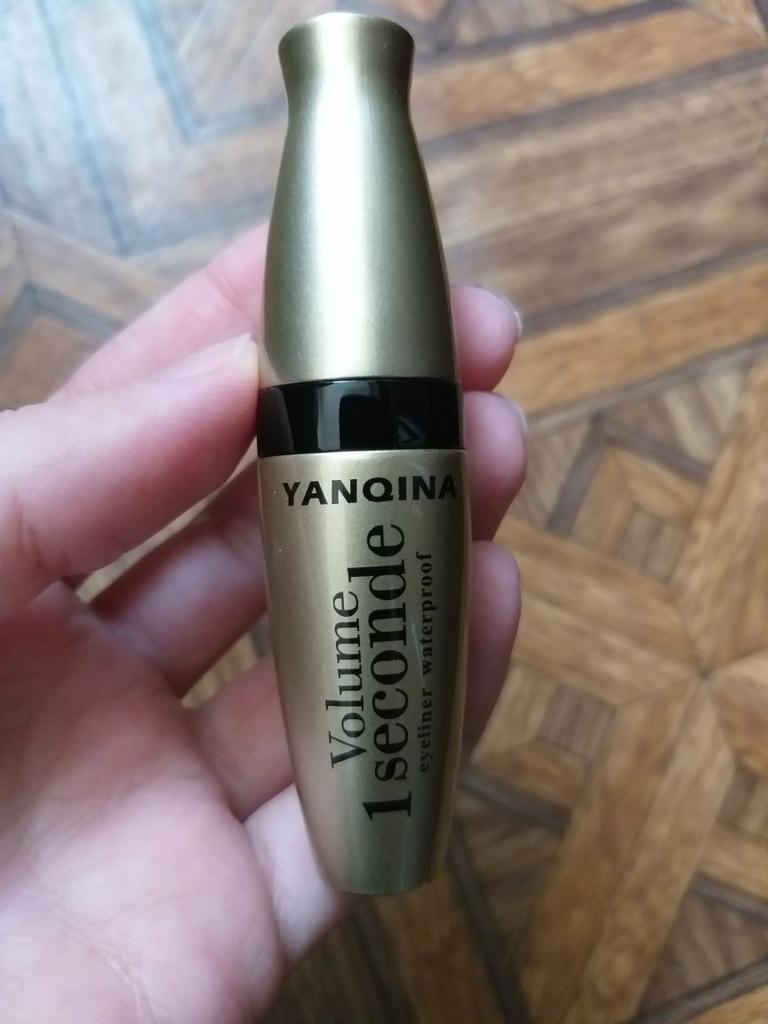 YANQINA
Volume
1 seconde
eyeliner waterproof